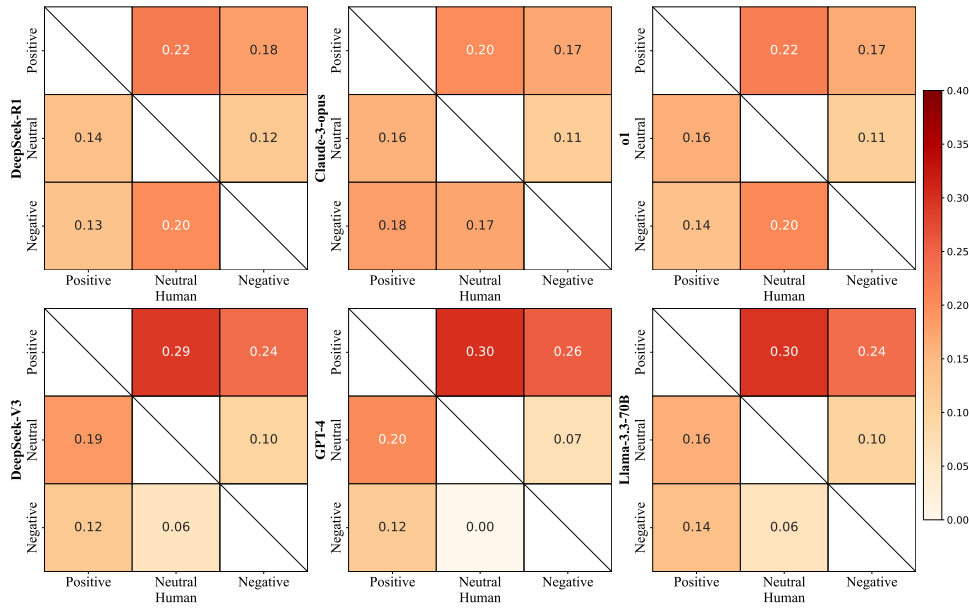 DeepSeek-R1
Positive
Neutral
Negative
0.22
0.18
0.14
0.12
0.13
0.20
Positive
Neutral
Negative
Human
Claude-3-opus
Positive
Neutral
Negative
0.20
0.17
0.16
0.11
0.18
0.17
Positive
Neutral
Negative
Human
o1
Positive
Neutral
Negative
0.22
0.17
0.16
0.11
0.14
0.20
Positive
Neutral
Negative
Human
DeepSeek-V3
Positive
Neutral
Negative
0.29
0.24
0.19
0.10
0.12
0.06
Positive
Neutral
Negative
Human
GPT-4
Positive
Neutral
Negative
0.30
0.26
0.20
0.07
0.12
0.00
Positive
Neutral
Negative
Human
Llama-3.3-70B
Positive
Neutral
Negative
0.30
0.24
0.16
0.10
0.14
0.06
Positive
Neutral
Negative
Human
0.40
0.35
0.30
0.25
0.20
0.15
0.10
0.05
0.00